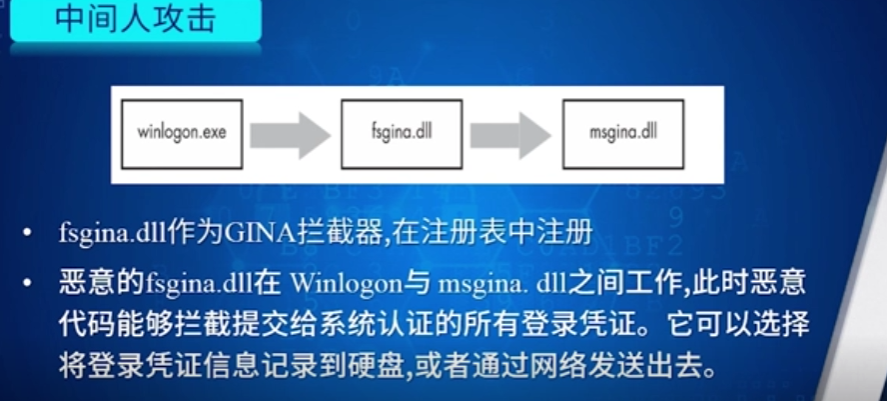 中间人攻击
winlogon.exe
fsgina.dll
msgina.dll
• fsgina.dll作为GINA拦截器,在注册表中注册
• 恶意的fsgina.dll在 Winlogon与 msgina. dll之间工作,此时恶意
代码能够拦截提交给系统认证的所有登录凭证。它可以选择
将登录凭证信息记录到硬盘,或者通过网络发送出去。